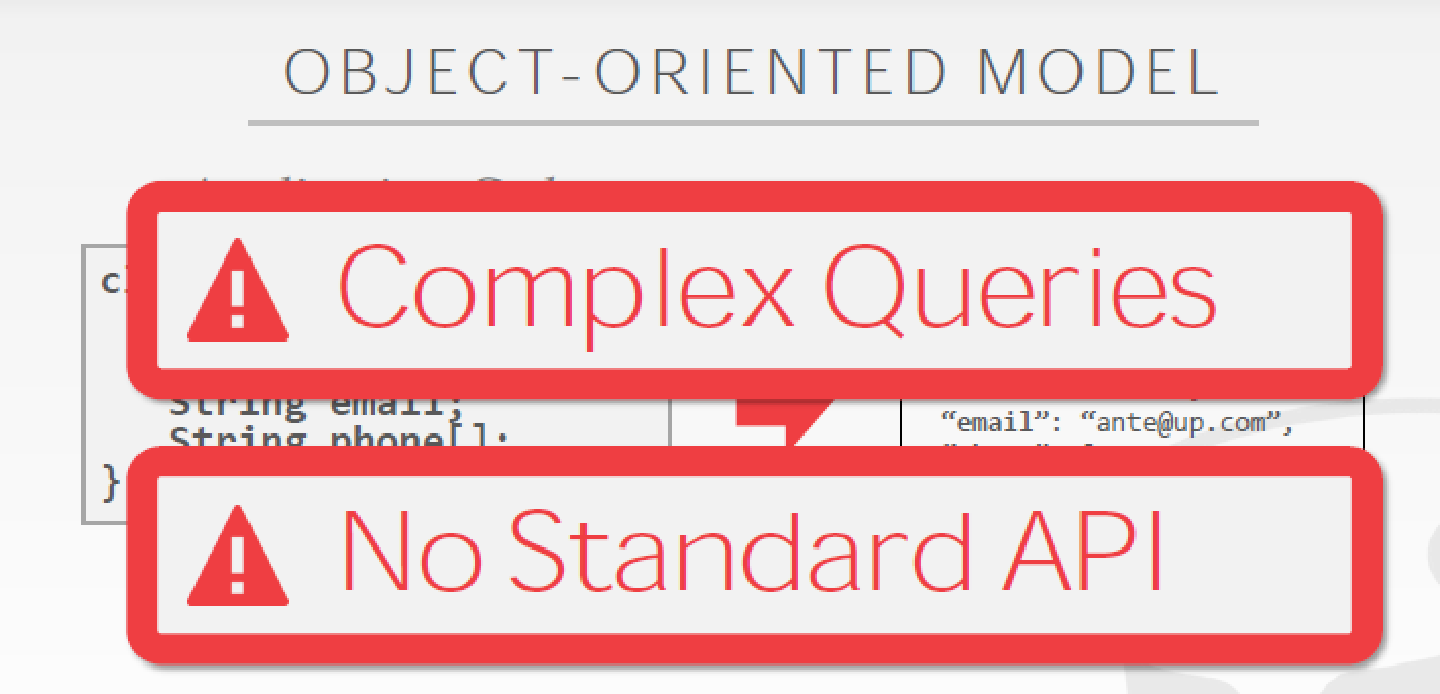 OBJECT-ORIENTED MODEL
Complex Queries
String email;
String phone[];
“email”: “ante@up.com”,
}
No Standard API